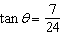 tan θ = 7/24